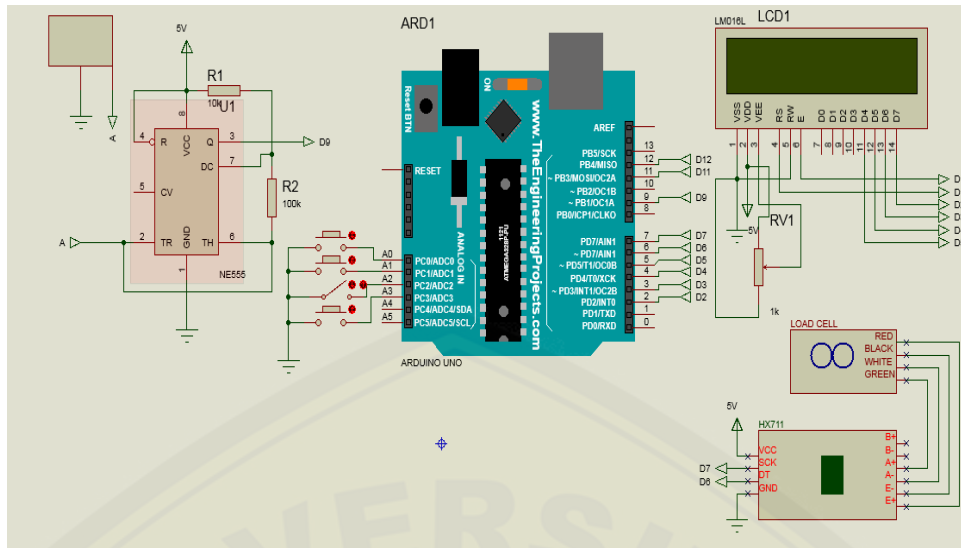 ARD1
LCD1
LM016L
5V
R1
10k
U1
8
VCC
4
R
Q
3
D9
DC
7
5
CV
R2
100k
GND
A
2
TR
TH
6
1
NE555
A
Reset BTN
ON
www.TheEngineeringProjects.com
ANALOG IN
ATMEGA328P-PU
1121
RESET
A0
PC0/ADC0
A1
PC1/ADC1
A2
PC2/ADC2
A3
PC3/ADC3
A4
PC4/ADC4/SDA
A5
PC5/ADC5/SCL
AREF
PB5/SCK
13
PB4/MISO
12
D12
~ PB3/MOSI/OC2A
11
D11
~ PB2/OC1B
10
~ PB1/OC1A
9
D9
PB0/ICP1/CLKO
8
PD7/AIN1
7
D7
~ PD7/AIN1
6
D6
~ PD5/T1/OC0B
5
D5
PD4/T0/XCK
4
D4
~ PD3/INT1/OC2B
3
D3
PD2/INT0
2
D2
PD1/TXD
1
PD0/RXD
0
ARDUINO UNO
VSS VDD VEE RS RW E D0 D1 D2 D3 D4 D5 D6 D7
1 2 3 4 5 6 7 8 9 10 11 12 13 14
D
D
D
D
D
D
5V
RV1
1k
LOAD CELL
RED
BLACK
WHITE
GREEN
5V
HX711
VCC
SCK
DT
GND
D7
D6
B+
B-
A+
A-
E-
E+
VERSI